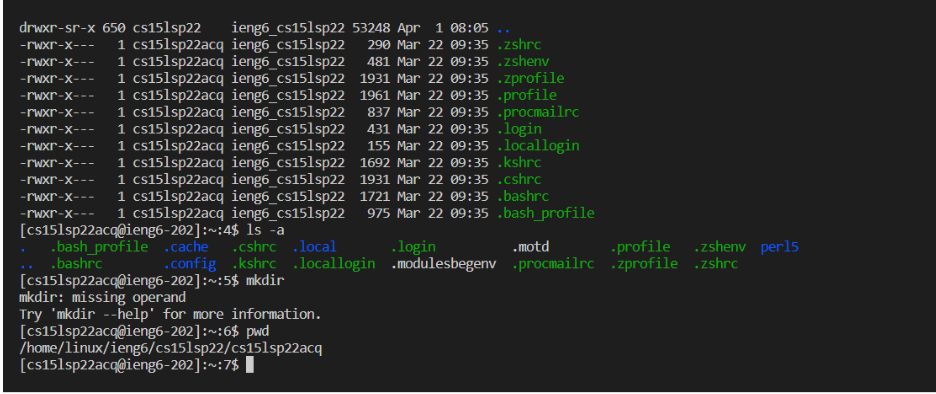 drwxr-sr-x 650 cs15lsp22    ieng6_cs15lsp22 53248 Apr  1 08:05 ..
-rwxr-x---   1 cs15lsp22acq ieng6_cs15lsp22   290 Mar 22 09:35 .zshrc
-rwxr-x---   1 cs15lsp22acq ieng6_cs15lsp22   481 Mar 22 09:35 .zshenv
-rwxr-x---   1 cs15lsp22acq ieng6_cs15lsp22  1931 Mar 22 09:35 .zprofile
-rwxr-x---   1 cs15lsp22acq ieng6_cs15lsp22  1961 Mar 22 09:35 .profile
-rwxr-x---   1 cs15lsp22acq ieng6_cs15lsp22   837 Mar 22 09:35 .procmailrc
-rwxr-x---   1 cs15lsp22acq ieng6_cs15lsp22   431 Mar 22 09:35 .login
-rwxr-x---   1 cs15lsp22acq ieng6_cs15lsp22   155 Mar 22 09:35 .locallogin
-rwxr-x---   1 cs15lsp22acq ieng6_cs15lsp22  1692 Mar 22 09:35 .kshrc
-rwxr-x---   1 cs15lsp22acq ieng6_cs15lsp22  1931 Mar 22 09:35 .cshrc
-rwxr-x---   1 cs15lsp22acq ieng6_cs15lsp22  1721 Mar 22 09:35 .bashrc
-rwxr-x---   1 cs15lsp22acq ieng6_cs15lsp22   975 Mar 22 09:35 .bash_profile
[cs15lsp22acq@ieng6-202]:~:4$ ls -a
.   .bash_profile  .cache   .cshrc  .local       .login            .motd        .profile   .zshenv  perl5
..  .bashrc        .config  .kshrc  .locallogin  .modulesbegenv  .procmailrc  .zprofile  .zshrc
[cs15lsp22acq@ieng6-202]:~:5$ mkdir
mkdir: missing operand
Try 'mkdir --help' for more information.
[cs15lsp22acq@ieng6-202]:~:6$ pwd
/home/linux/ieng6/cs15lsp22/cs15lsp22acq
[cs15lsp22acq@ieng6-202]:~:7$